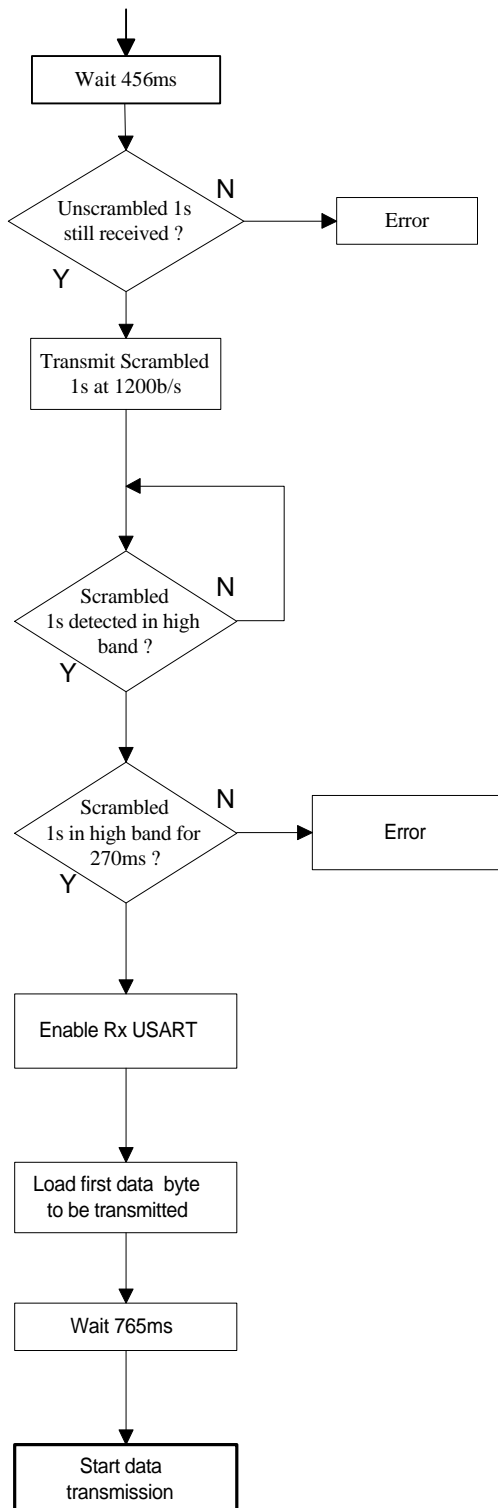 Wait 456ms
N
Unscrambled 1s
still received ?
Error
Y
Transmit Scrambled
1s at 1200b/s
Scrambled
N
1s detected in high
band ?
Y
Scrambled
N
1s in high band for
Error
270ms ?
Y
Enable Rx USART
Load first data byte
to be transmitted
Wait 765ms
Start data
transmission